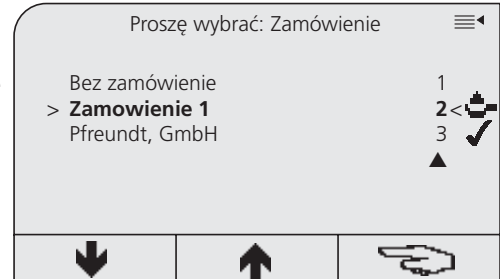 Proszę wybrać: Zamówienie
Bez zamówienie 1
> Zamowienie 1 2<
Pfreundt, GmbH 3